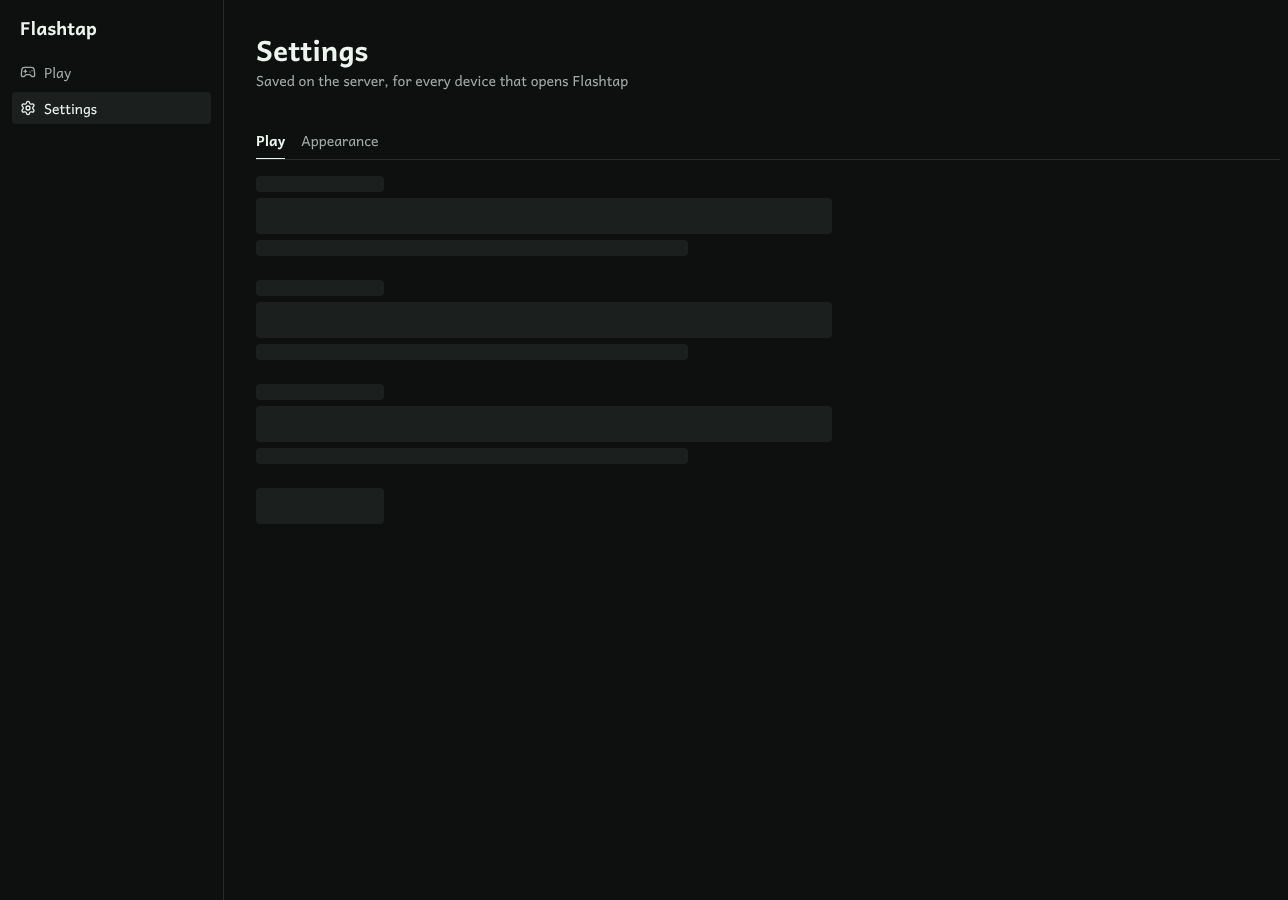 Flashtap
Play
Settings
Settings
Saved on the server, for every device that opens Flashtap
Play
Appearance